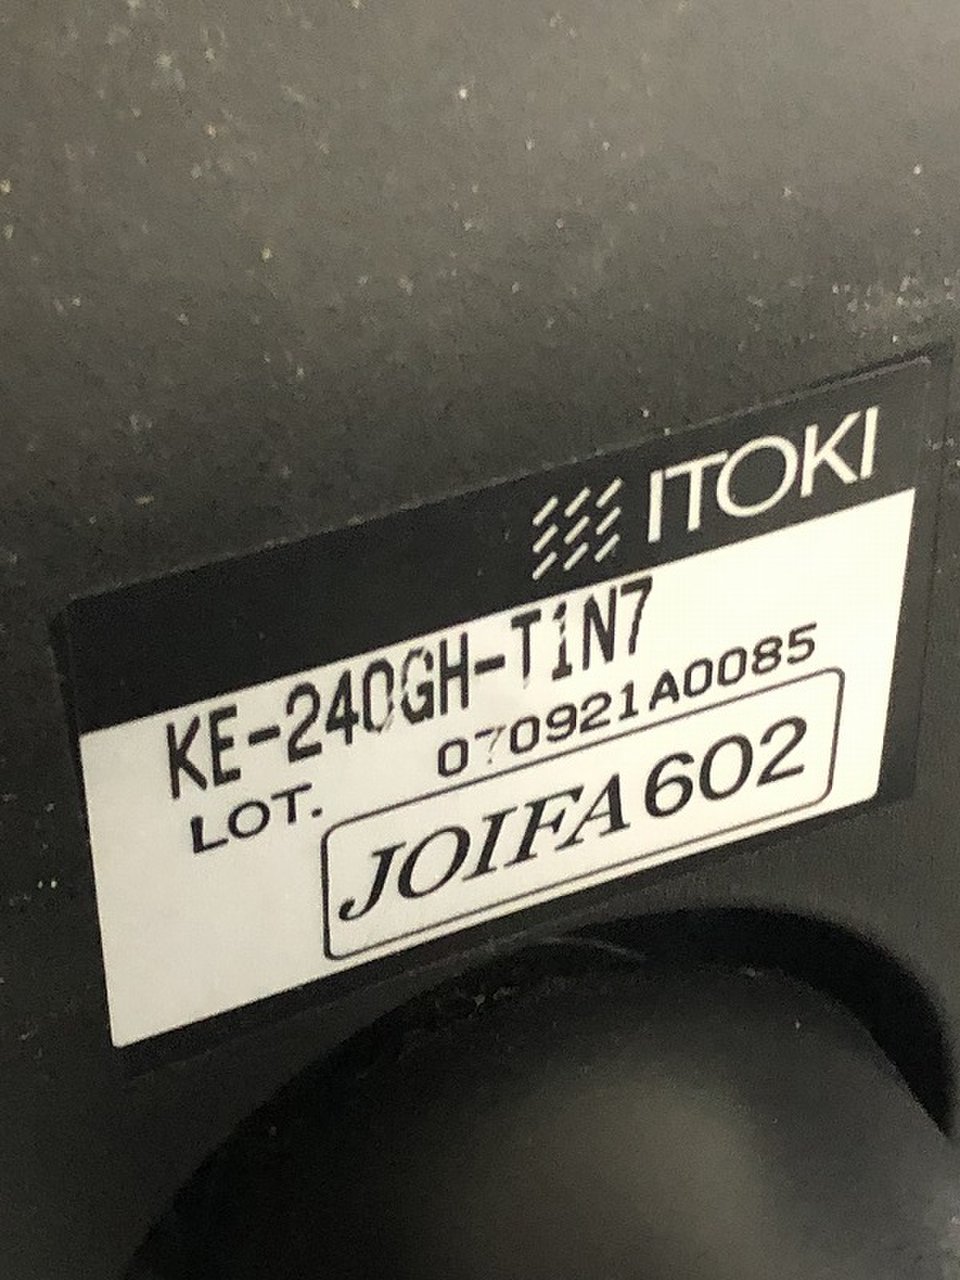 ITOKI
KE-240GH-T1N7
LOT. 070921A0085
JOIFA602